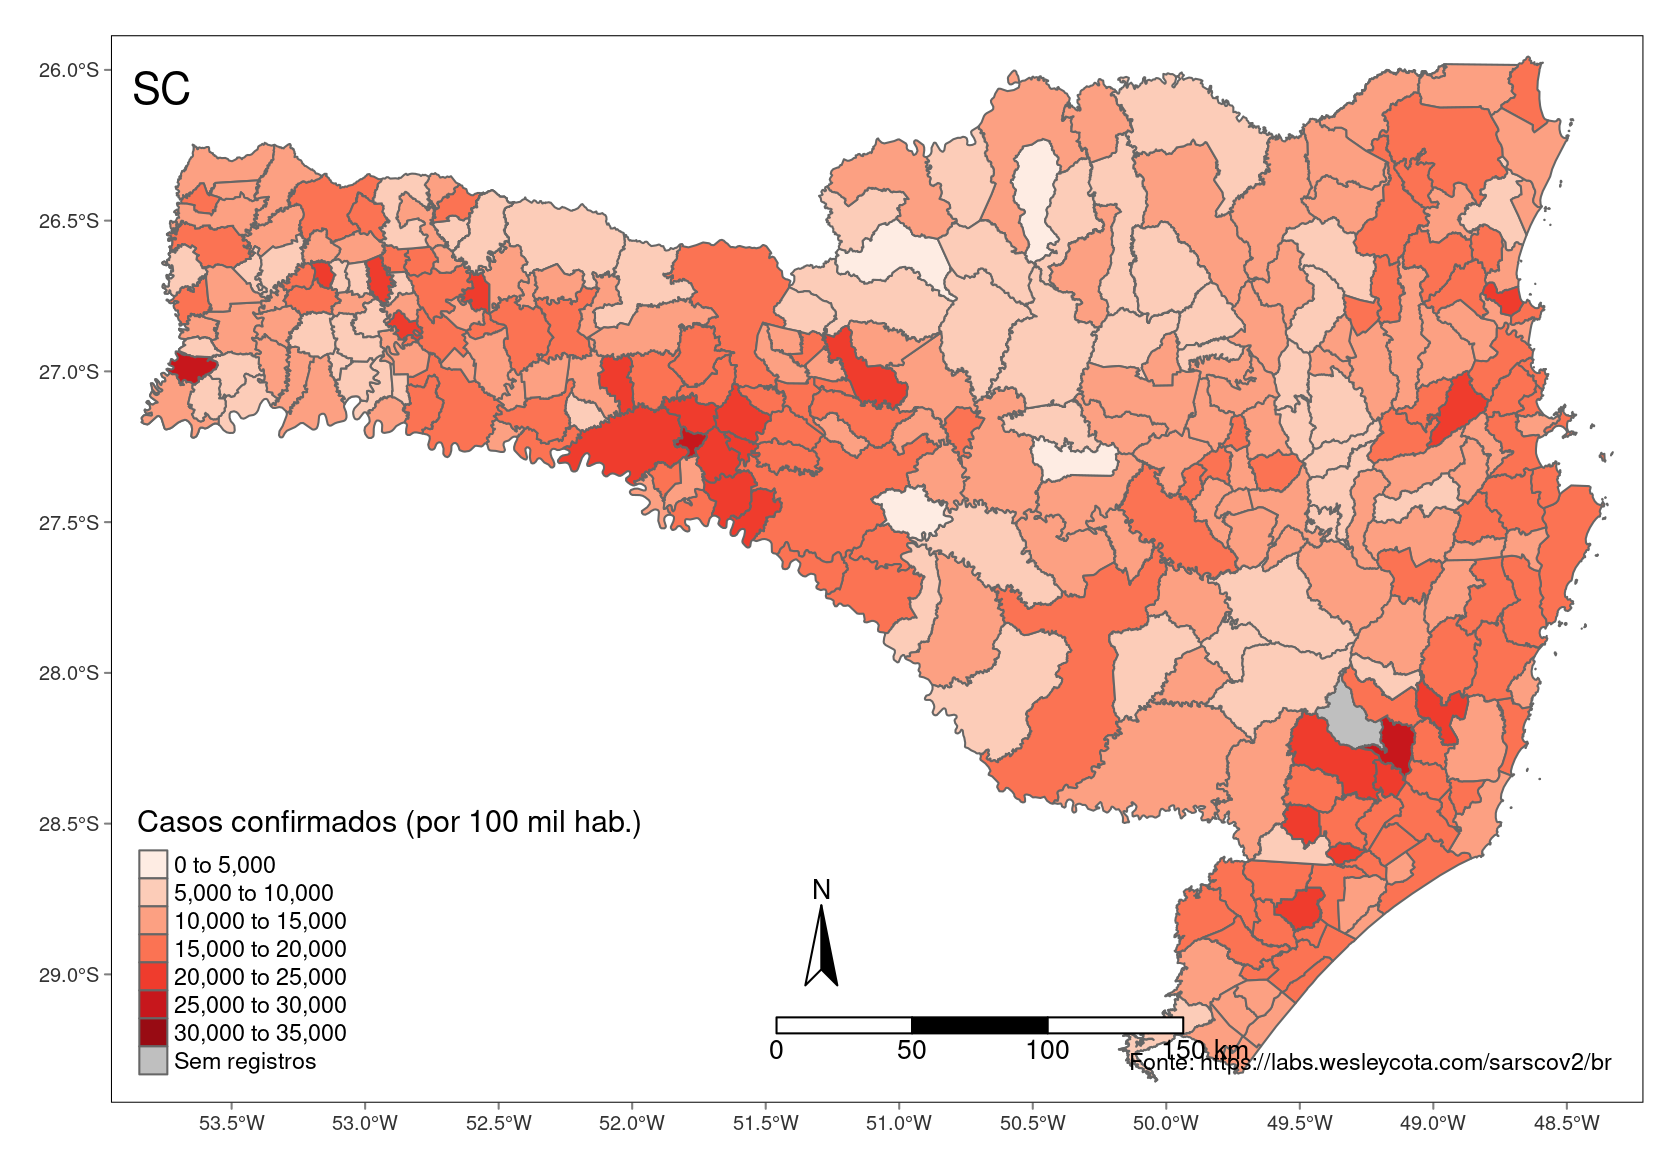 SC
26.0°S
26.5°S
27.0°S
27.5°S
28.0°S
28.5°S
29.0°S
Casos confirmados (por 100 mil hab.)
0 to 5,000
5,000 to 10,000
10,000 to 15,000
15,000 to 20,000
20,000 to 25,000
25,000 to 30,000
30,000 to 35,000
Sem registros
N
0 50 100 150 km
Fonte: https://labs.wesleycota.com/sarscov2/br
53.5°W 53.0°W 52.5°W 52.0°W 51.5°W 51.0°W 50.5°W 50.0°W 49.5°W 49.0°W 48.5°W